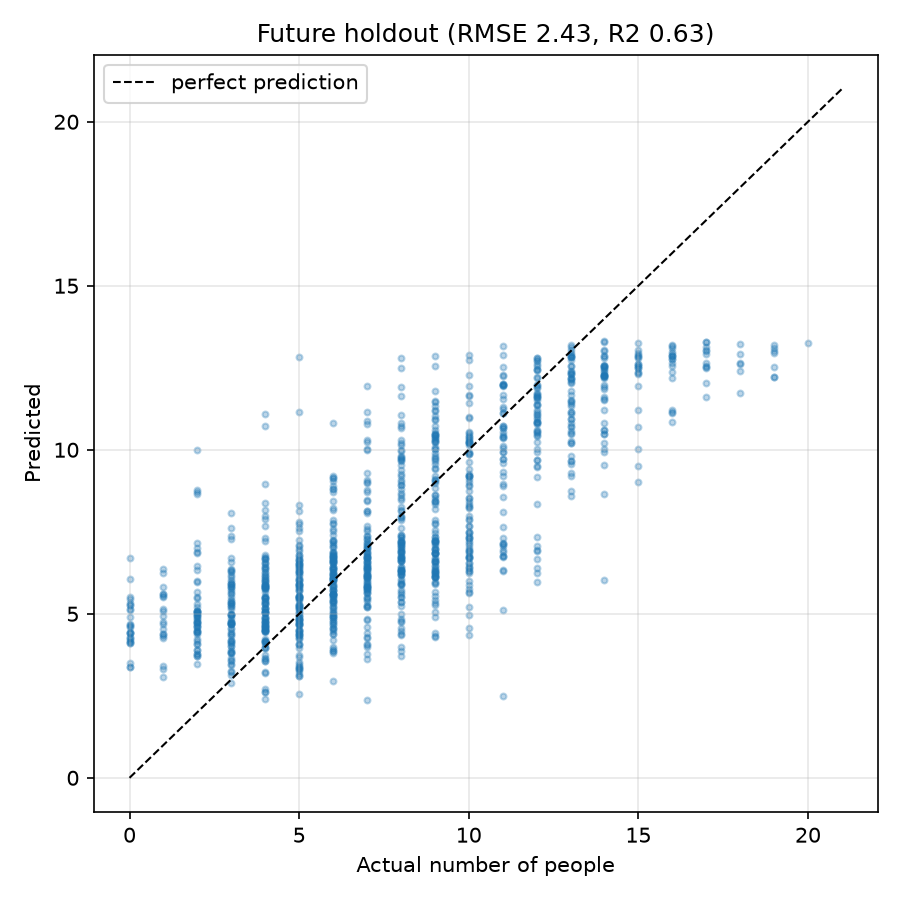 Future holdout (RMSE 2.43, R2 0.63)
perfect prediction
20
15
10
5
0
Predicted
0 5 10 15 20
Actual number of people